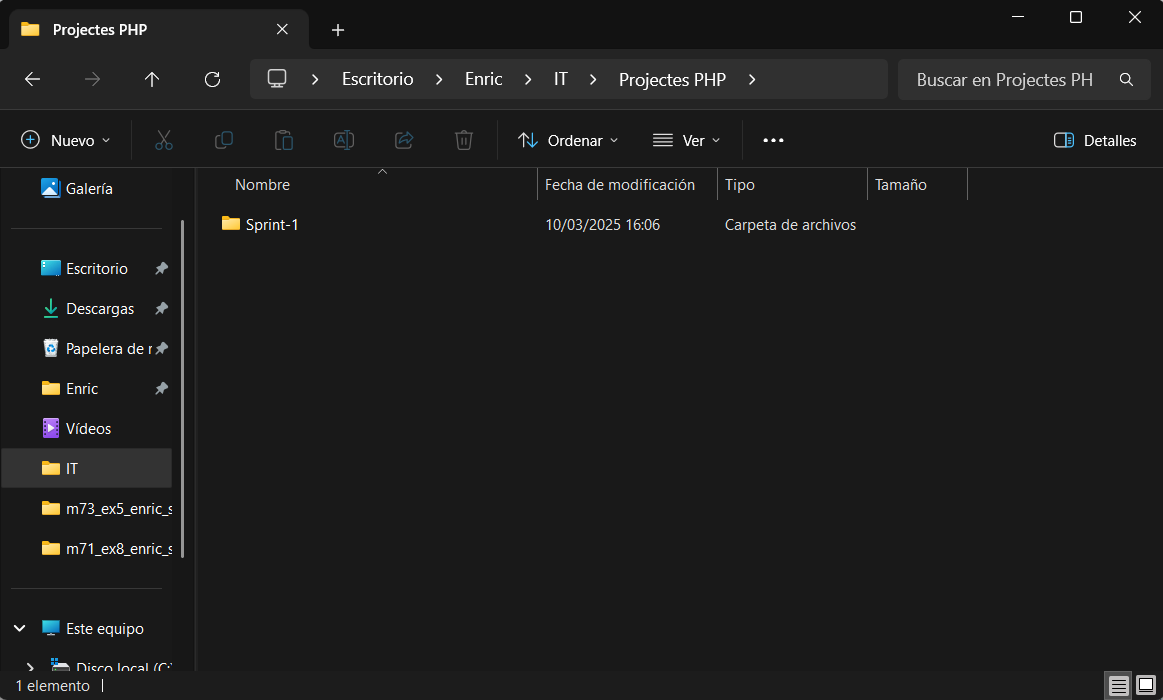 Projectes PHP
Escritorio Enric IT Projectes PHP
Buscar en Projectes PH
Nuevo Ordenar Ver Detalles
Galería
Escritorio
Descargas
Papelera de r
Enric
Vídeos
IT
m73_ex5_enric_s
m71_ex8_enric_s
Este equipo
Disco local (C:
Nombre Fecha de modificación Tipo Tamaño
Sprint-1 10/03/2025 16:06 Carpeta de archivos
1 elemento